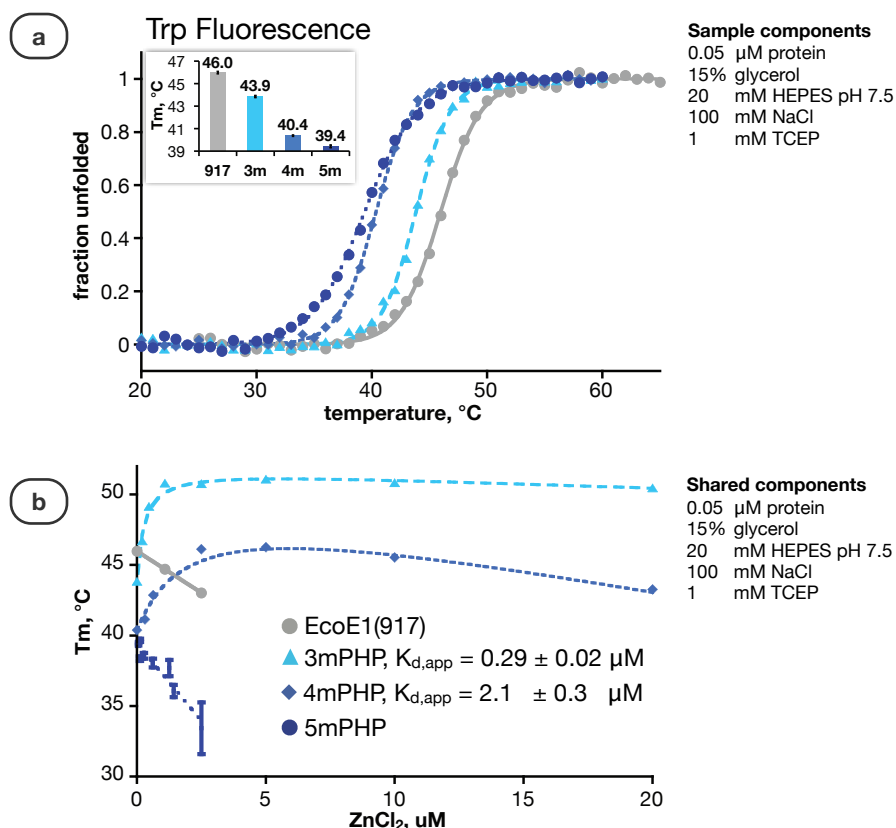 a
Trp Fluorescence
Sample components
0.05 µM protein
15% glycerol
20 mM HEPES pH 7.5
100 mM NaCl
1 mM TCEP
fraction unfolded
1
0.8
0.6
0.4
0.2
0
Tm, °C
47
45
43
41
39
46.0
43.9
40.4
39.4
917 3m 4m 5m
20 30 40 50 60
temperature, °C
b
Shared components
0.05 µM protein
15% glycerol
20 mM HEPES pH 7.5
100 mM NaCl
1 mM TCEP
Tm, °C
50
45
40
35
30
EcoE1(917)
3mPHP, Kd,app = 0.29 ± 0.02 µM
4mPHP, Kd,app = 2.1 ± 0.3 µM
5mPHP
0 5 10 15 20
ZnCl2, uM